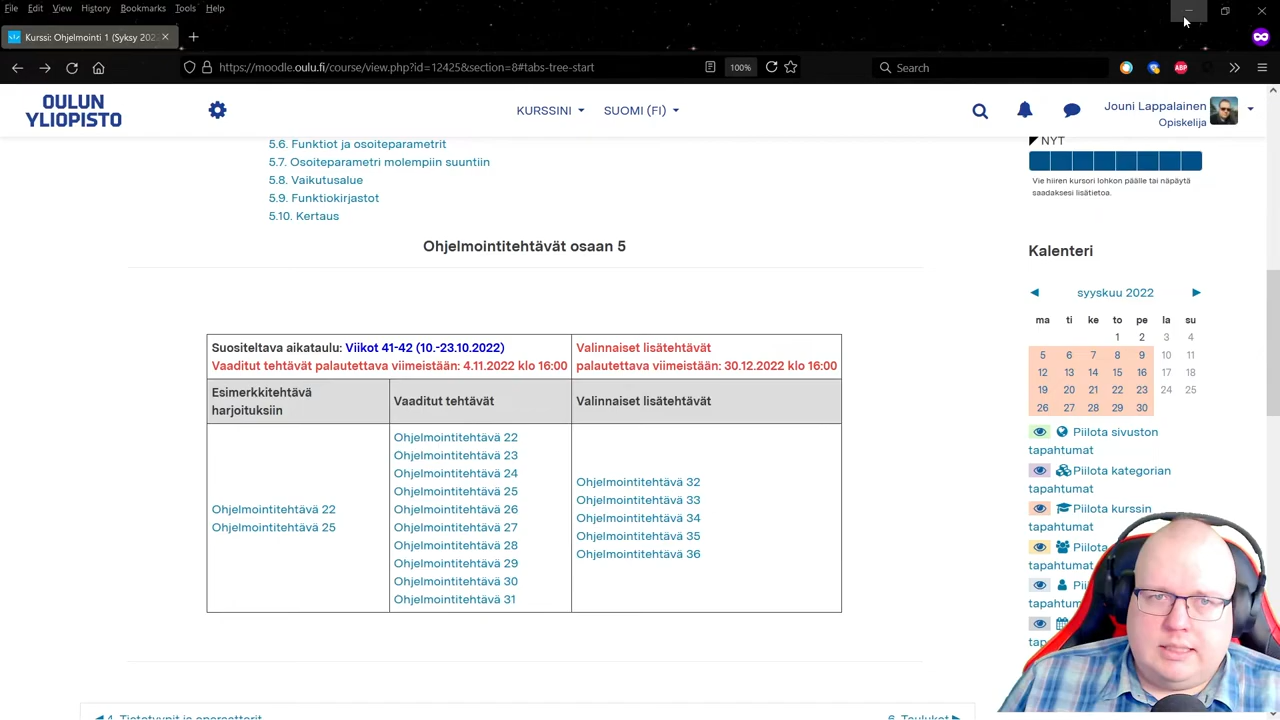 File Edit View History Bookmarks Tools Help
Kurssi: Ohjelmointi 1 (Syksy 202
https://moodle.oulu.fi/course/view.php?id=12425&section=8#tabs-tree-start
100%
Search
ABP
OULUN
YLIOPISTO
KURSSINI
SUOMI (FI)
Jouni Lappalainen
Opiskelija
5.6. Funktiot ja osoiteparametrit
5.7. Osoiteparametri molempiin suuntiin
5.8. Vaikutusalue
5.9. Funktiokirjastot
5.10. Kertaus
Ohjelmointitehtävät osaan 5
Suositeltava aikataulu: Viikot 41-42 (10.-23.10.2022)
Vaaditut tehtävät palautettava viimeistään: 4.11.2022 klo 16:00
Valinnaiset lisätehtävät
palautettava viimeistään: 30.12.2022 klo 16:00
Esimerkkitehtävä
harjoituksiin
Vaaditut tehtävät
Valinnaiset lisätehtävät
Ohjelmointitehtävä 22
Ohjelmointitehtävä 25
Ohjelmointitehtävä 22
Ohjelmointitehtävä 23
Ohjelmointitehtävä 24
Ohjelmointitehtävä 25
Ohjelmointitehtävä 26
Ohjelmointitehtävä 27
Ohjelmointitehtävä 28
Ohjelmointitehtävä 29
Ohjelmointitehtävä 30
Ohjelmointitehtävä 31
Ohjelmointitehtävä 32
Ohjelmointitehtävä 33
Ohjelmointitehtävä 34
Ohjelmointitehtävä 35
Ohjelmointitehtävä 36
NYT
Vie hiiren kursori lohkon päälle tai näpäytä
saadaksesi lisätietoa.
Kalenteri
syyskuu 2022
ma ti ke to pe la su
1 2 3 4
5 6 7 8 9 10 11
12 13 14 15 16 17 18
19 20 21 22 23 24 25
26 27 28 29 30
Piilota sivuston
tapahtumat
Piilota kategorian
tapahtumat
Piilota kurssin
tapahtumat
4. Tietotyypit ja operaattorit
6. Taulukot